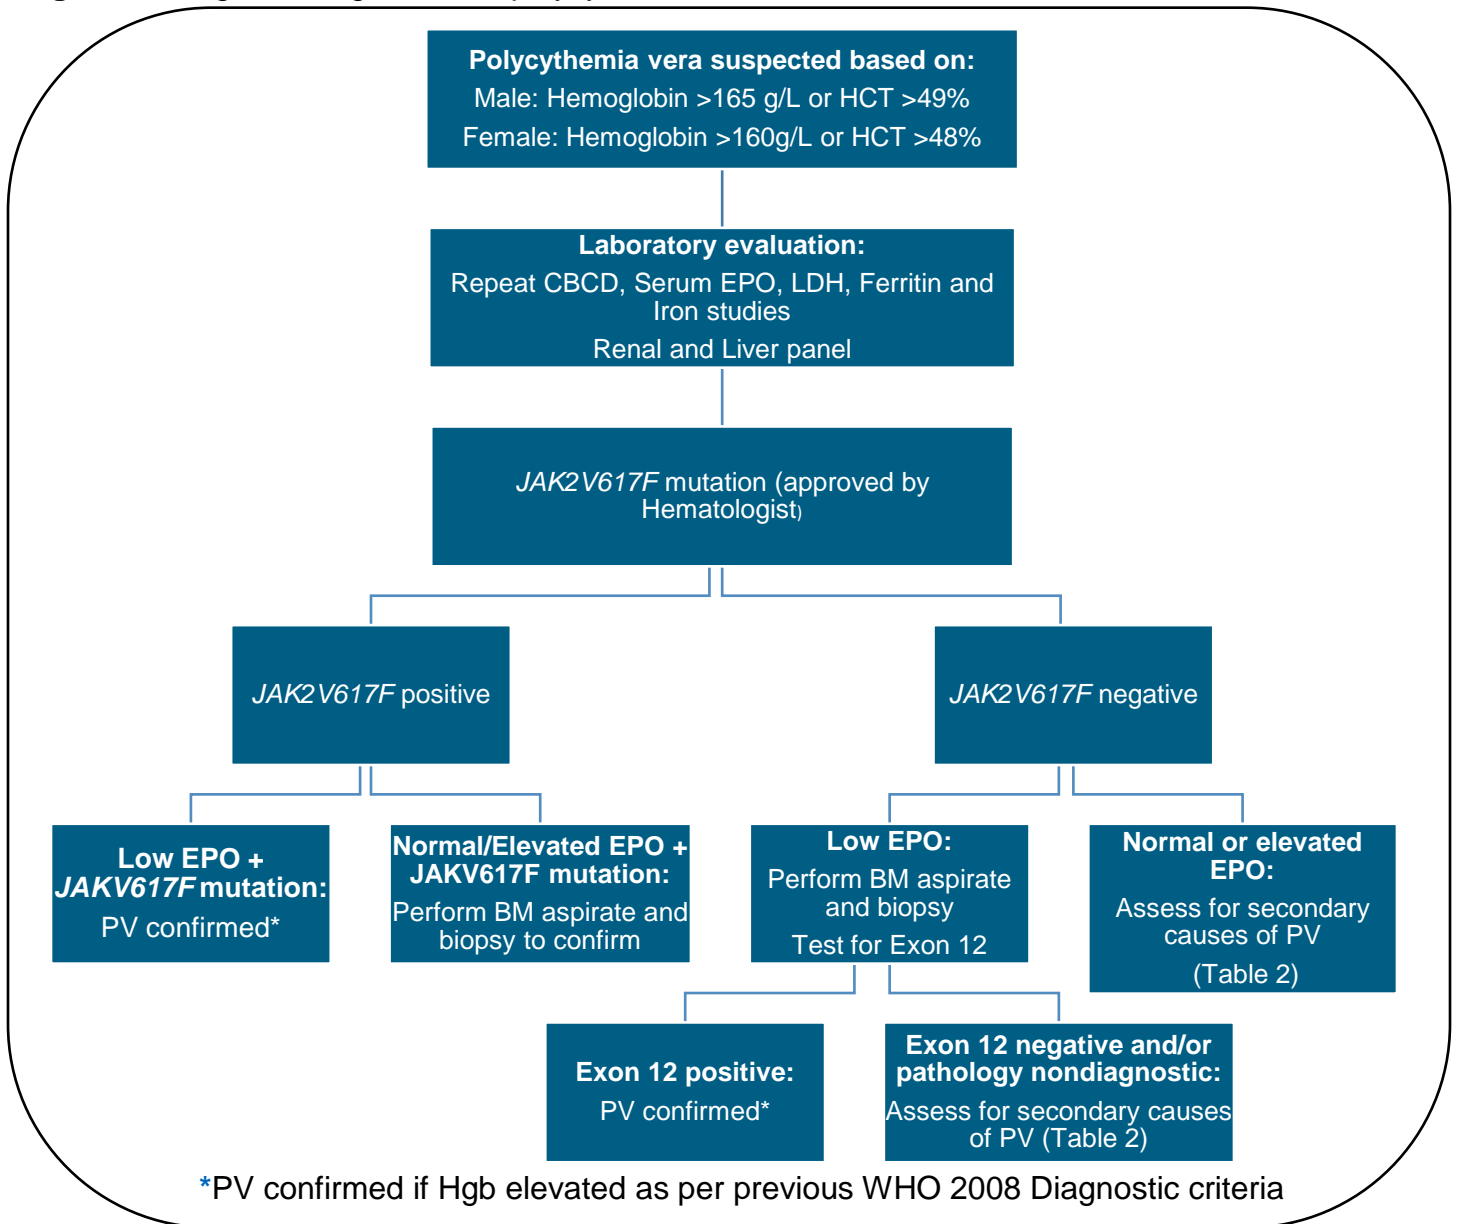 Polycythemia vera suspected based on:
Male: Hemoglobin >165 g/L or HCT >49%
Female: Hemoglobin >160g/L or HCT >48%
Laboratory evaluation:
Repeat CBCD, Serum EPO, LDH, Ferritin and
Iron studies
Renal and Liver panel
JAK2V617F mutation (approved by
Hematologist)
JAK2V617F positive
JAK2V617F negative
Low EPO +
JAKV617F mutation:
PV confirmed*
Normal/Elevated EPO +
JAKV617F mutation:
Perform BM aspirate and
biopsy to confirm
Low EPO:
Perform BM aspirate
and biopsy
Test for Exon 12
Normal or elevated
EPO:
Assess for secondary
causes of PV
(Table 2)
Exon 12 positive:
PV confirmed*
Exon 12 negative and/or
pathology nondiagnostic:
Assess for secondary causes
of PV (Table 2)
*PV confirmed if Hgb elevated as per previous WHO 2008 Diagnostic criteria